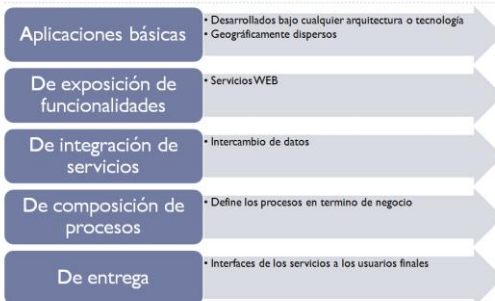 Aplicaciones básicas
• Desarrollados bajo cualquier arquitectura o tecnología
• Geográficamente dispersos
De exposición de
funcionalidades
• Servicios WEB
De integración de
servicios
• Intercambio de datos
De composición de
procesos
• Define los procesos en termino de negocio
De entrega
• Interfaces de los servicios a los usuarios finales